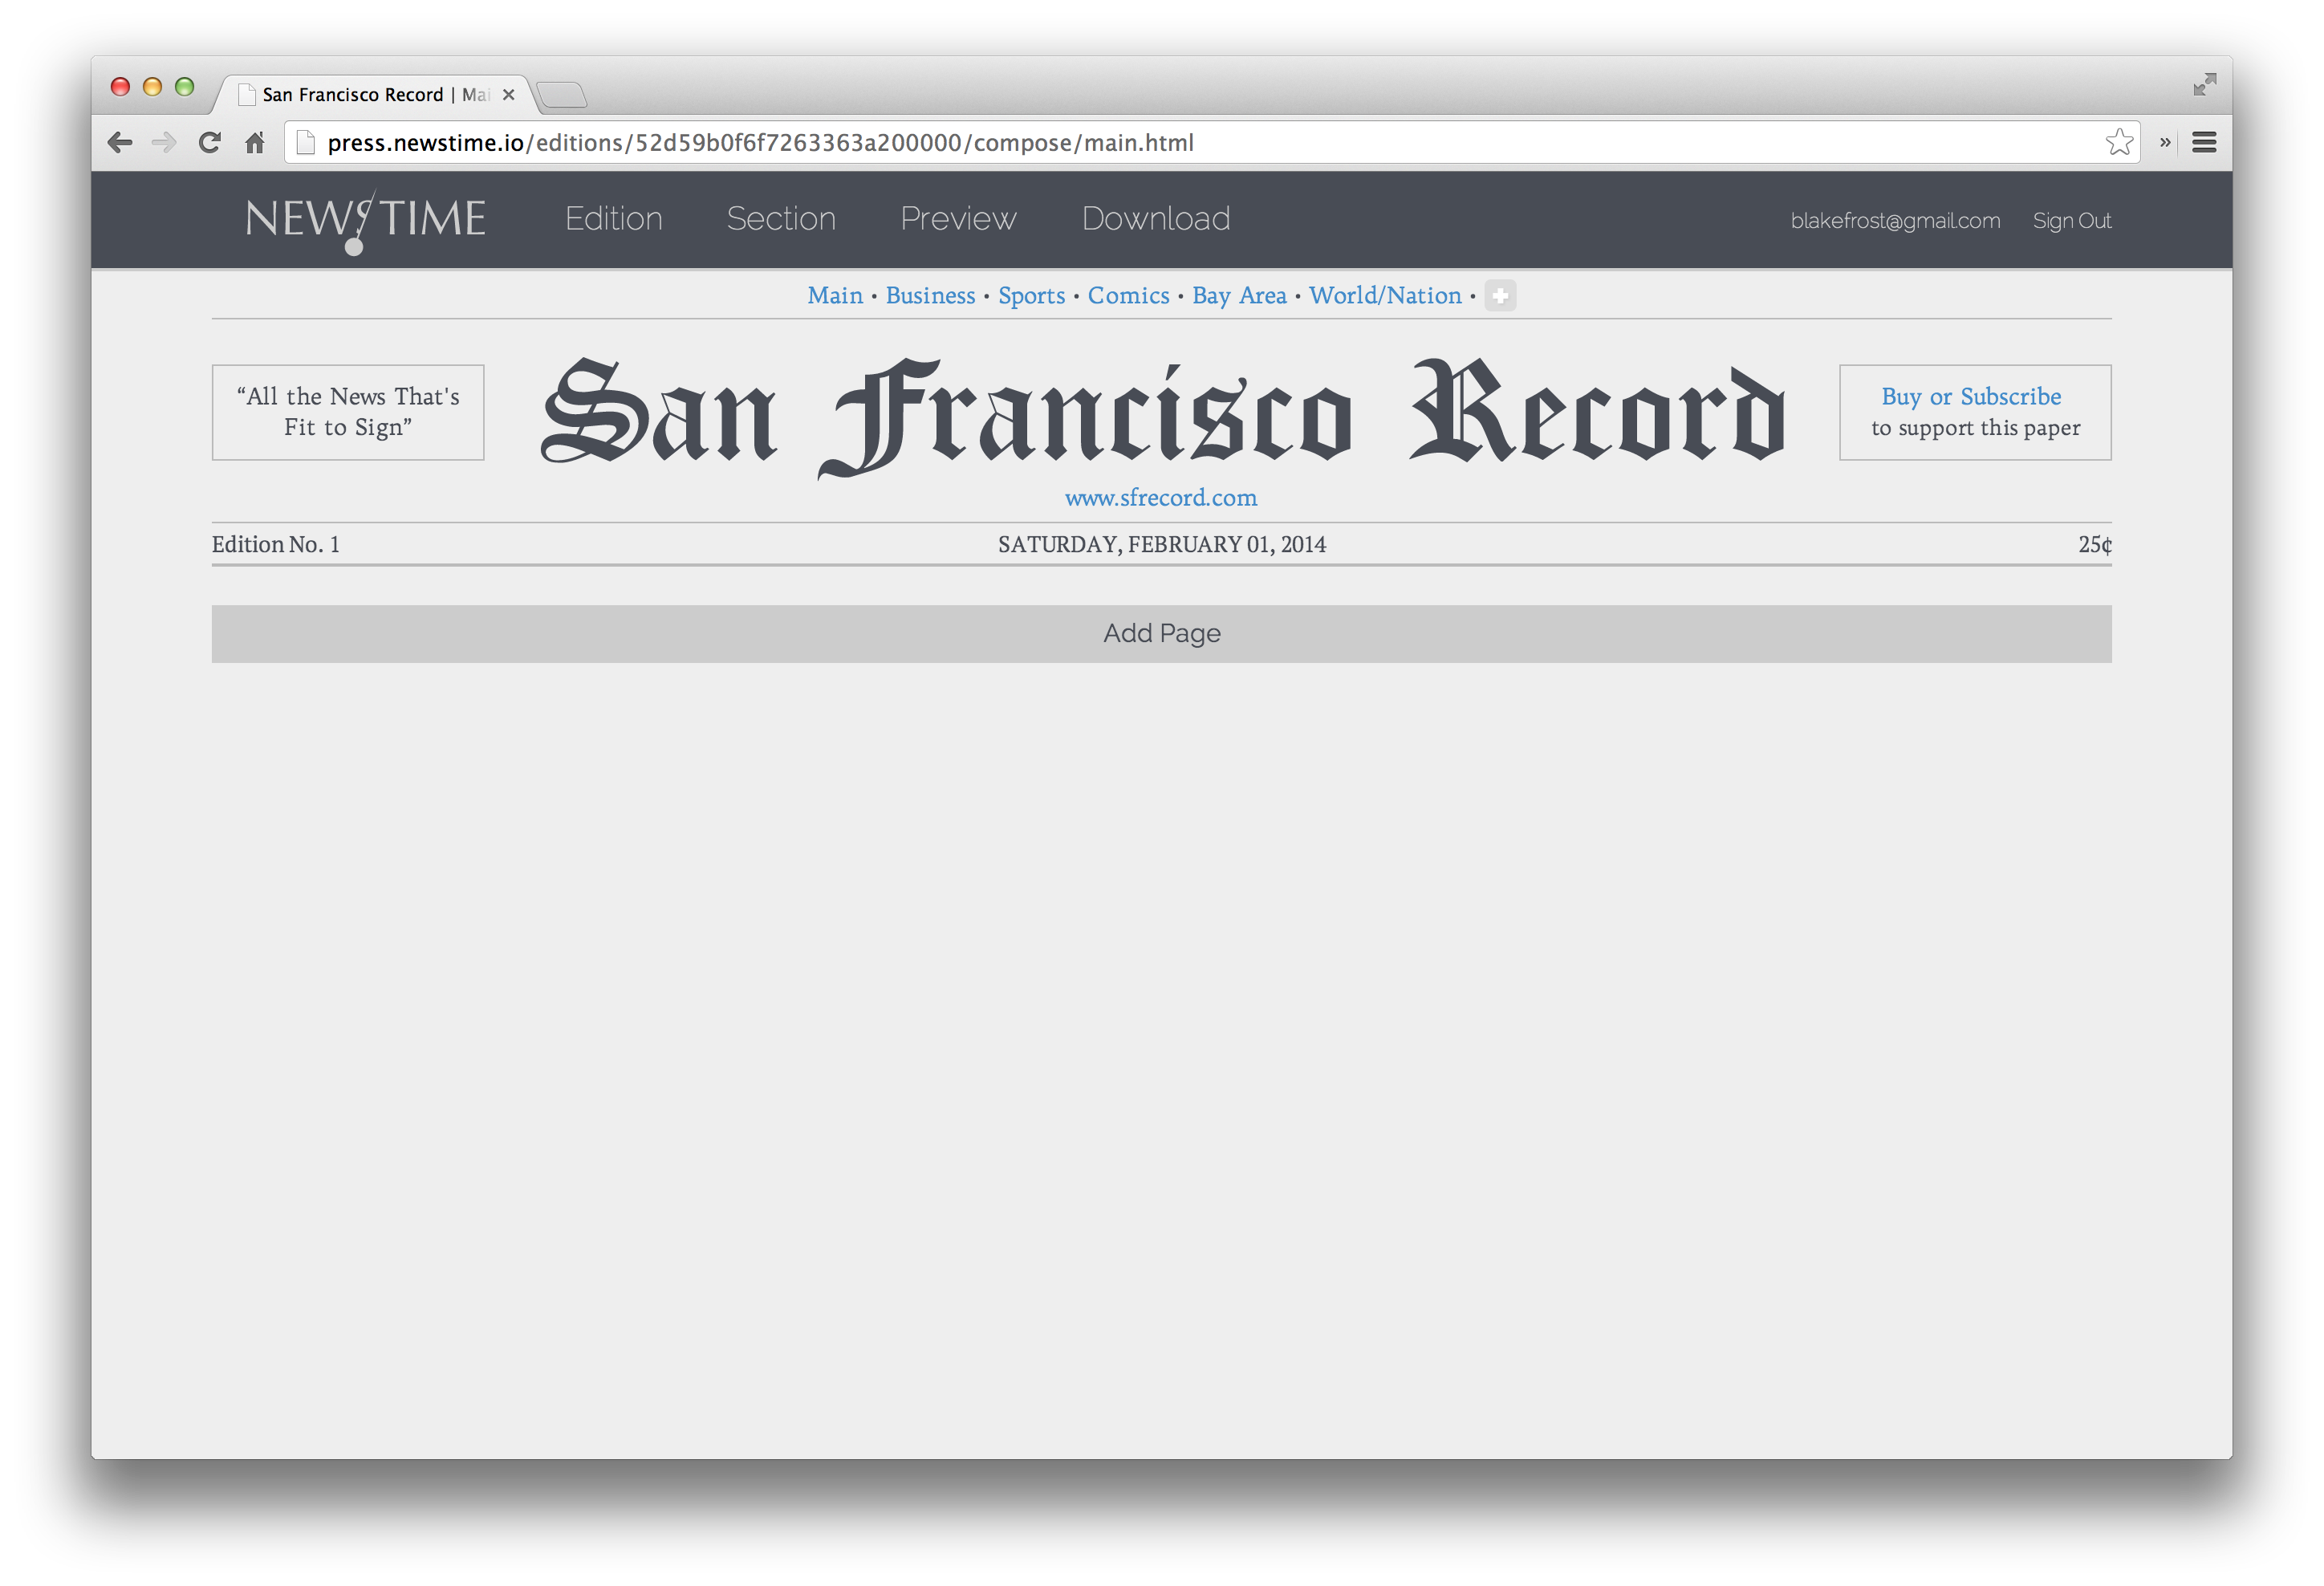 San Francisco Record | Mai
press.newstime.io/editions/52d59b0f6f7263363a200000/compose/main.html
NEWSTIME Edition Section Preview Download blakefrost@gmail.com Sign Out
Main • Business • Sports • Comics • Bay Area • World/Nation •
“All the News That's
Fit to Sign”
San Francisco Record
Buy or Subscribe
to support this paper
www.sfrecord.com
Edition No. 1 SATURDAY, FEBRUARY 01, 2014 25¢
Add Page